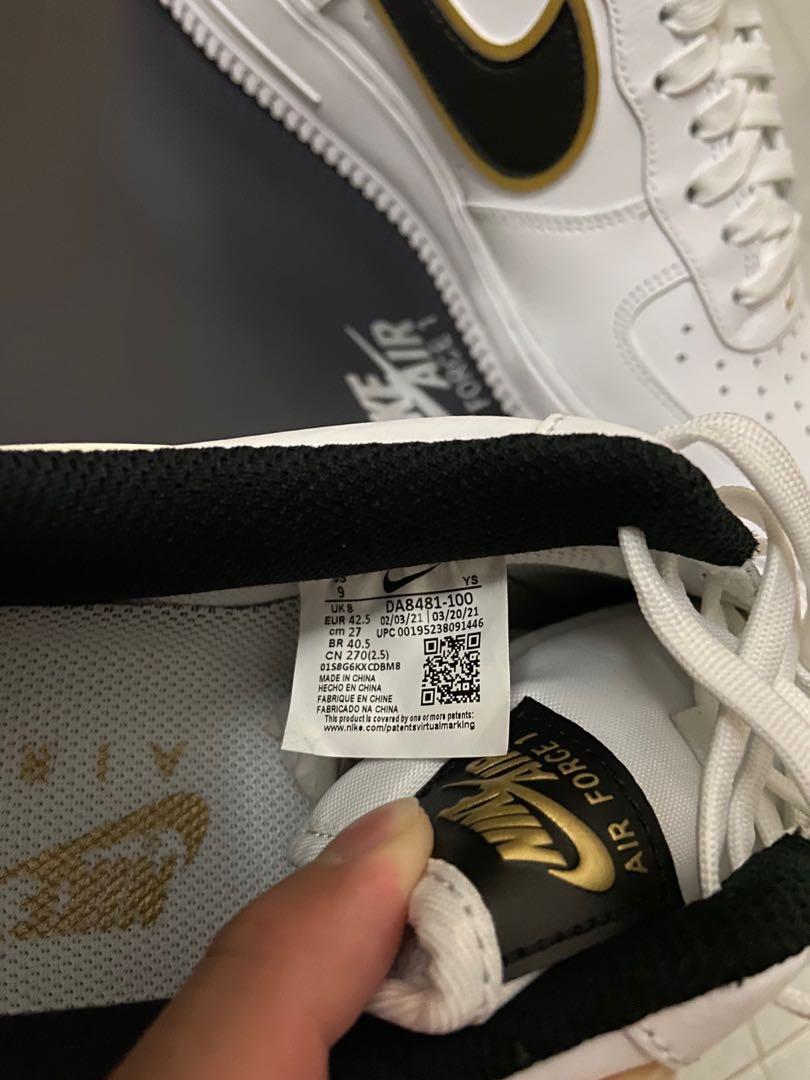 NIKE
AIR
FORCE 1
9
YS
UK 8
DA8481-100
EUR 42.5
02/03/21 | 03/20/21
cm 27
UPC 00195238091446
BR 40.5
CN 270(2.5)
01S8G6KXCDBM8
MADE IN CHINA
HECHO EN CHINA
FABRIQUE EN CHINE
FABRICADO NA CHINA
This product is covered by one or more patents:
www.nike.com/patentsvirtualmarking
NIKE
AIR
AIR FORCE 1
AIR
NIKE